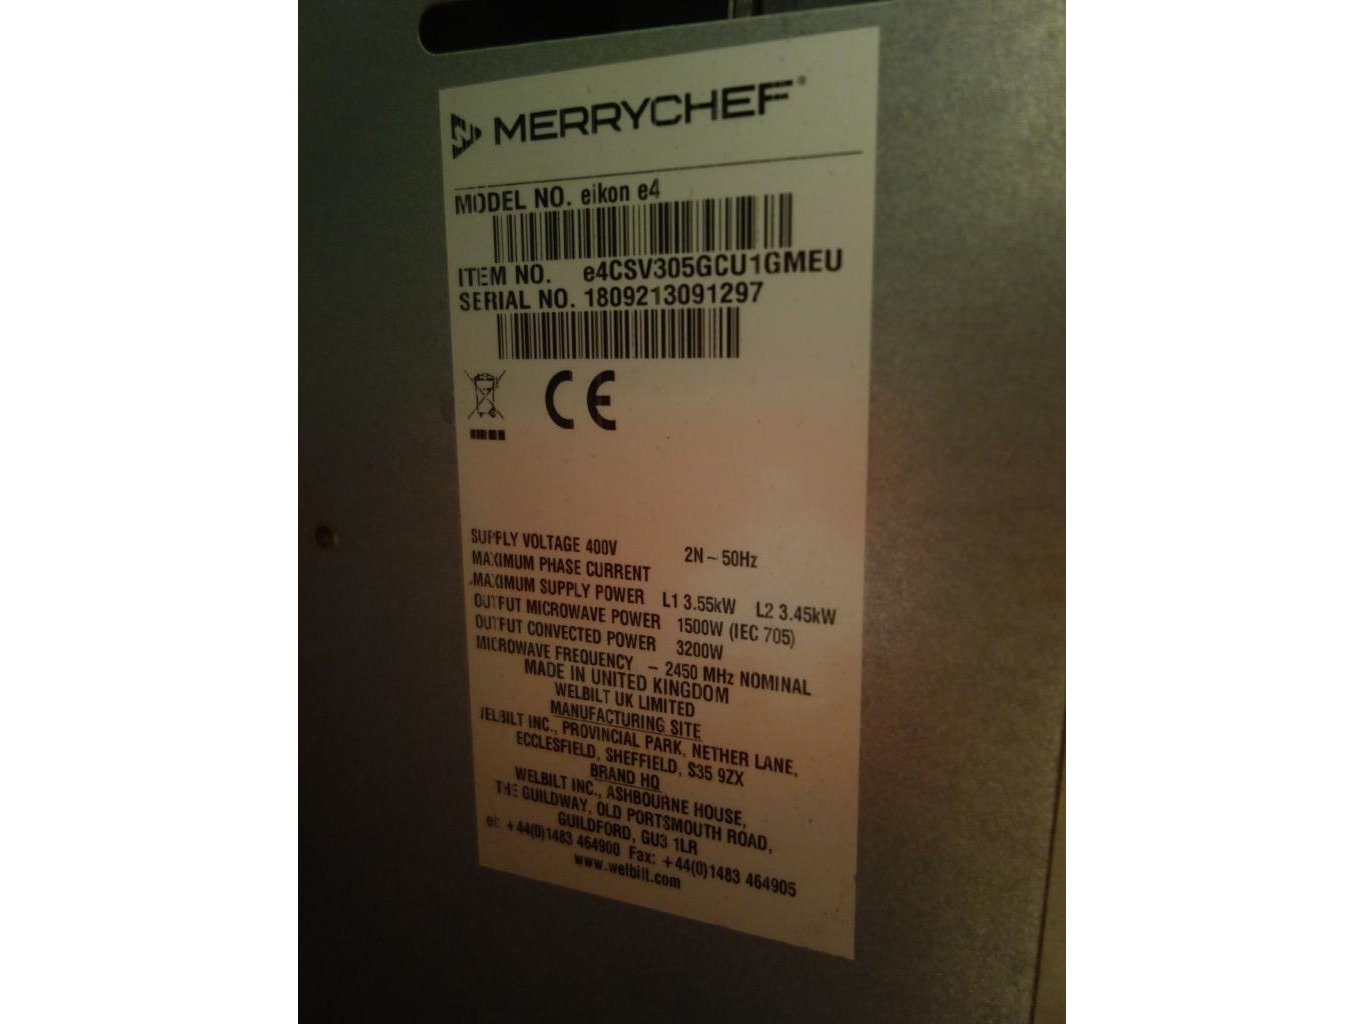 MERRYCHEF®
MODEL NO. eikon e4
ITEM NO. e4CSV305GCU1GMEU
SERIAL NO. 1809213091297
CE
SUPPLY VOLTAGE 400V 2N ~ 50Hz
MAXIMUM PHASE CURRENT
MAXIMUM SUPPLY POWER L1 3.55kW L2 3.45kW
OUTPUT MICROWAVE POWER 1500W (IEC 705)
OUTPUT CONVECTED POWER 3200W
MICROWAVE FREQUENCY – 2450 MHz NOMINAL
MADE IN UNITED KINGDOM
WELBILT UK LIMITED
MANUFACTURING SITE
WELBILT INC., PROVINCIAL PARK, NETHER LANE,
ECCLESFIELD, SHEFFIELD, S35 9ZX
BRAND HQ
WELBILT INC., ASHBOURNE HOUSE,
THE GUILDWAY, OLD PORTSMOUTH ROAD,
GUILDFORD, GU3 1LR
el: +44(0)1483 464900 Fax: +44(0)1483 464905
www.welbilt.com